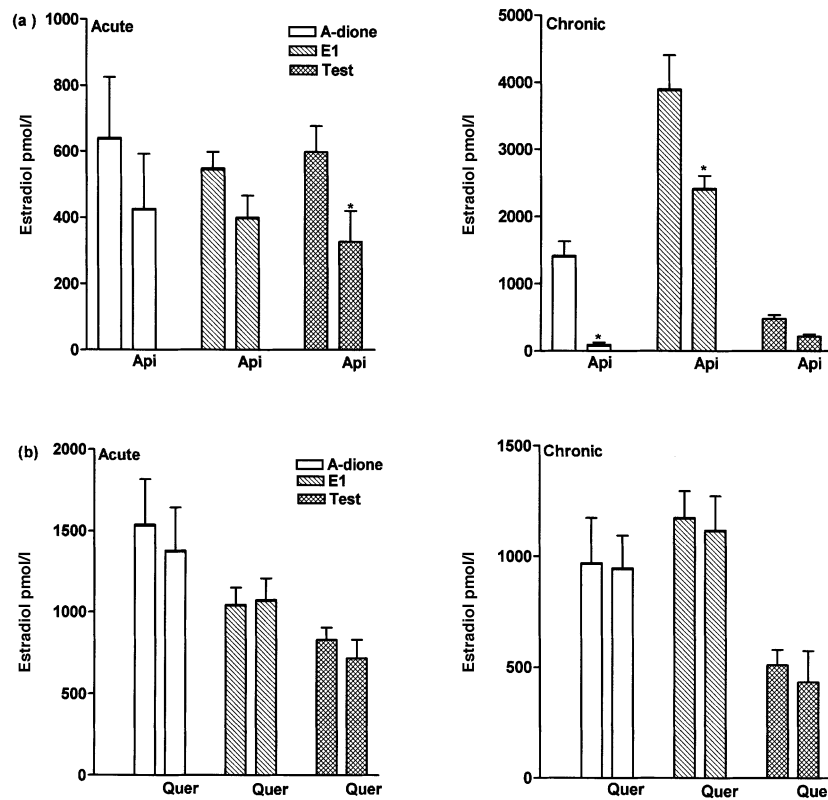 (a )
Acute
A-dione
E1
Test
1000
800
600
400
200
0
Estradiol pmol/l
*
Api
Api
Api
Chronic
5000
4000
3000
2000
1000
0
Estradiol pmol/l
*
*
Api
Api
Api
(b)
Acute
A-dione
E1
Test
2000
1500
1000
500
0
Estradiol pmol/l
Quer
Quer
Quer
Chronic
1500
1000
500
0
Estradiol pmol/l
Quer
Quer
Que